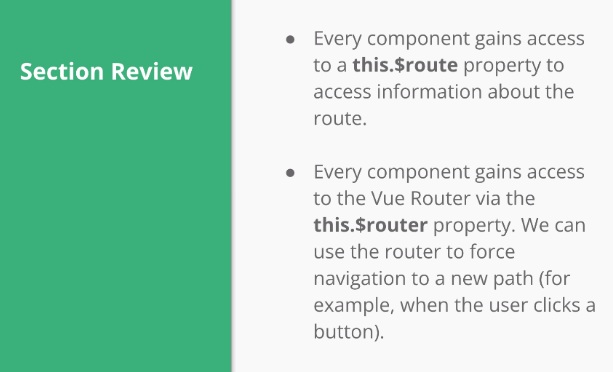 Section Review
● Every component gains access
to a this.$route property to
access information about the
route.
● Every component gains access
to the Vue Router via the
this.$router property. We can
use the router to force
navigation to a new path (for
example, when the user clicks a
button).